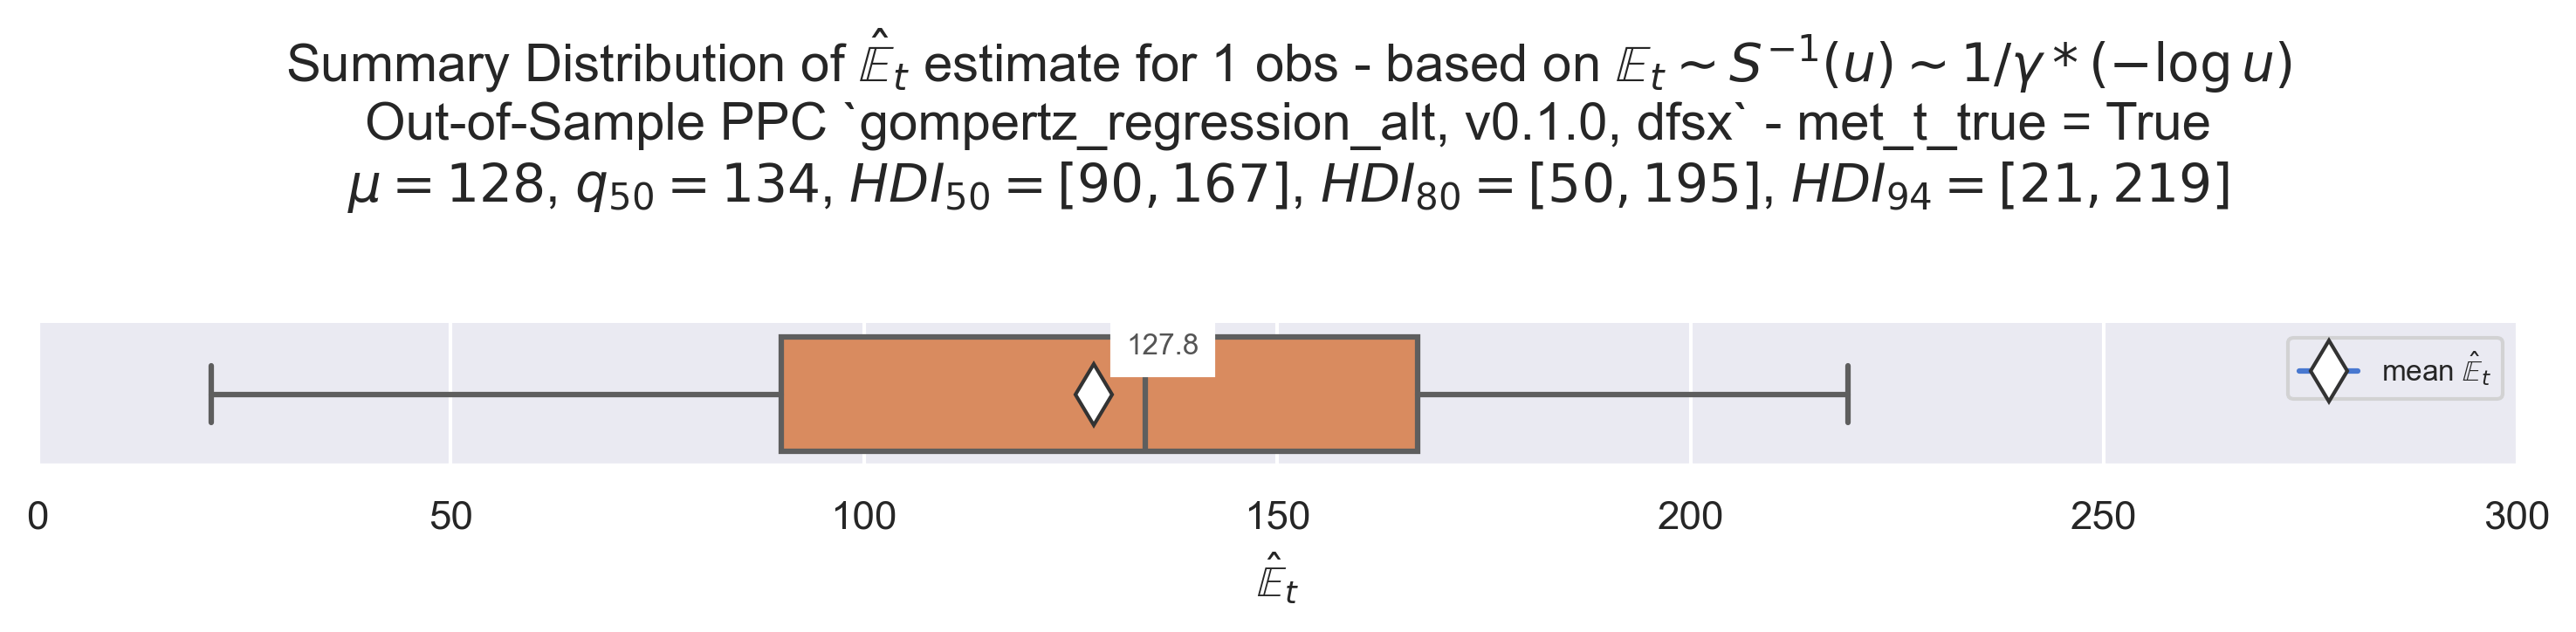 Summary Distribution of $\hat{\mathbb{E}}_t$ estimate for 1 obs - based on $\mathbb{E}_t \sim S^{-1}(u) \sim 1/\gamma * (-\log u)$
Out-of-Sample PPC `gompertz_regression_alt, v0.1.0, dfsx` - met_t_true = True
$\mu = 128$, $q_{50} = 134$, $HDI_{50} = [90, 167]$, $HDI_{80} = [50, 195]$, $HDI_{94} = [21, 219]$
127.8
mean $\hat{\mathbb{E}}_t$
0 50 100 150 200 250 300
$\hat{\mathbb{E}}_t$